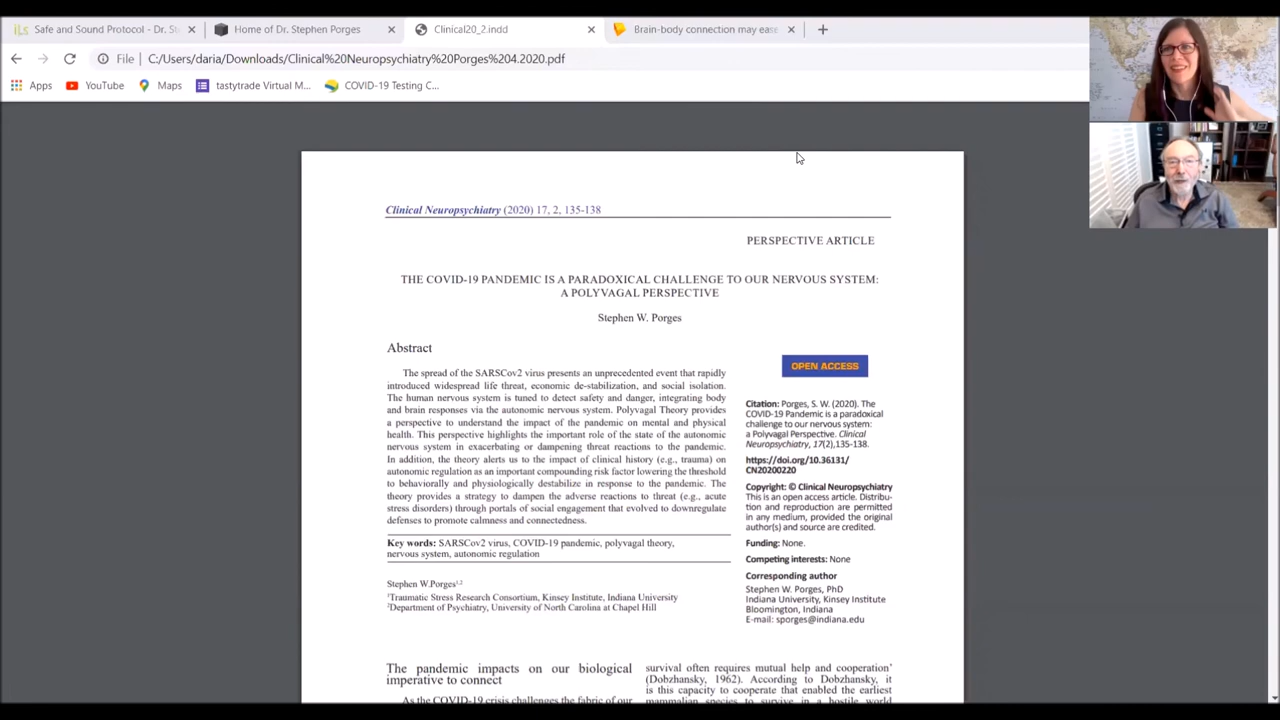 Safe and Sound Protocol - Dr. St
Home of Dr. Stephen Porges
Clinical20_2.indd
Brain-body connection may ease
File
C:/Users/daria/Downloads/Clinical%20Neuropsychiatry%20Porges%204.2020.pdf
Apps
YouTube
Maps
tastytrade Virtual M...
COVID-19 Testing C...
Clinical Neuropsychiatry (2020) 17, 2, 135-138
PERSPECTIVE ARTICLE
THE COVID-19 PANDEMIC IS A PARADOXICAL CHALLENGE TO OUR NERVOUS SYSTEM:
A POLYVAGAL PERSPECTIVE
Stephen W. Porges
Abstract
The spread of the SARSCov2 virus presents an unprecedented event that rapidly
introduced widespread life threat, economic de-stabilization, and social isolation.
The human nervous system is tuned to detect safety and danger, integrating body
and brain responses via the autonomic nervous system. Polyvagal Theory provides
a perspective to understand the impact of the pandemic on mental and physical
health. This perspective highlights the important role of the state of the autonomic
nervous system in exacerbating or dampening threat reactions to the pandemic.
In addition, the theory alerts us to the impact of clinical history (e.g., trauma) on
autonomic regulation as an important compounding risk factor lowering the threshold
to behaviorally and physiologically destabilize in response to the pandemic. The
theory provides a strategy to dampen the adverse reactions to threat (e.g., acute
stress disorders) through portals of social engagement that evolved to downregulate
defenses to promote calmness and connectedness.
Key words: SARSCov2 virus, COVID-19 pandemic, polyvagal theory,
nervous system, autonomic regulation
Stephen W.Porges1,2
1Traumatic Stress Research Consortium, Kinsey Institute, Indiana University
2Department of Psychiatry, University of North Carolina at Chapel Hill
OPEN ACCESS
Citation: Porges, S. W. (2020). The
COVID-19 Pandemic is a paradoxical
challenge to our nervous system:
a Polyvagal Perspective. Clinical
Neuropsychiatry, 17(2),135-138.
https://doi.org/10.36131/
CN20200220
Copyright: © Clinical Neuropsychiatry
This is an open access article. Distribu-
tion and reproduction are permitted
in any medium, provided the original
author(s) and source are credited.
Funding: None.
Competing interests: None
Corresponding author
Stephen W. Porges, PhD
Indiana University, Kinsey Institute
Bloomington, Indiana
E-mail: sporges@indiana.edu
The pandemic impacts on our biological
imperative to connect
As the COVID-19 crisis challenges the fabric of our
survival often requires mutual help and cooperation'
(Dobzhansky, 1962). According to Dobzhansky, it
is this capacity to cooperate that enabled the earliest
mammalian species to survive in a hostile world